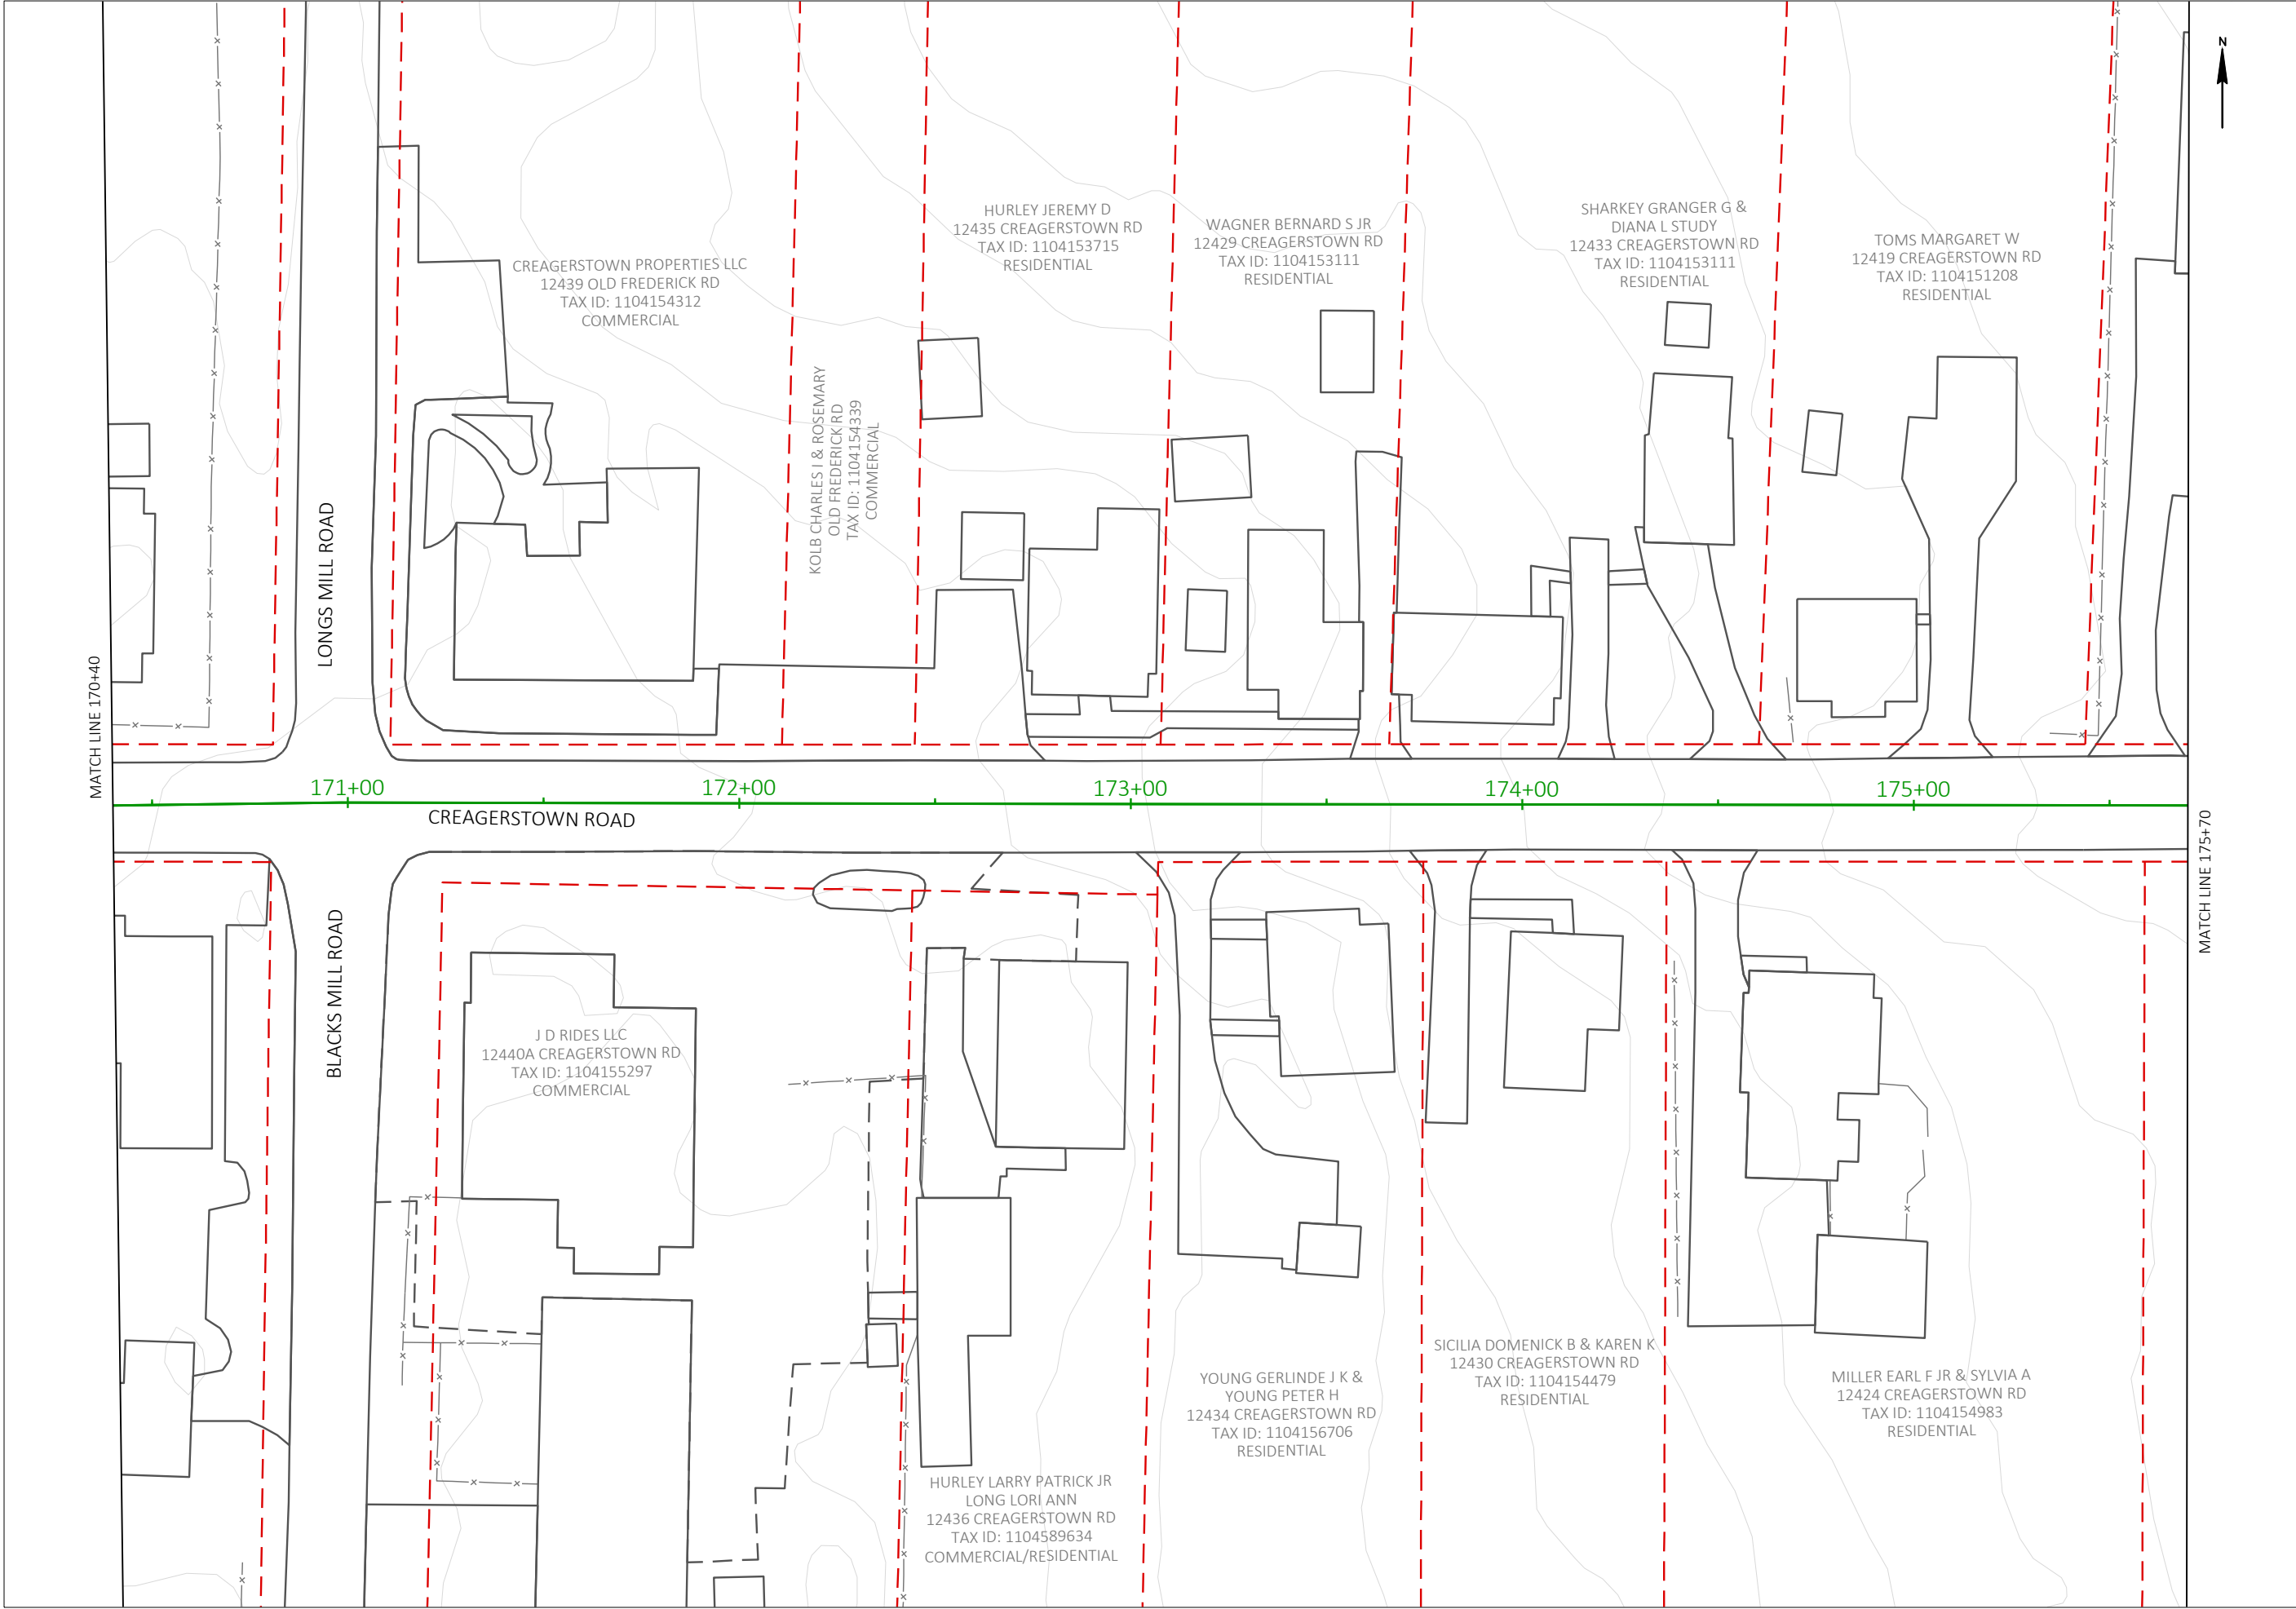 N
HURLEY JEREMY D
12435 CREAGERSTOWN RD
TAX ID: 1104153715
RESIDENTIAL
WAGNER BERNARD S JR
12429 CREAGERSTOWN RD
TAX ID: 1104153111
RESIDENTIAL
SHARKEY GRANGER G &
DIANA L STUDY
12433 CREAGERSTOWN RD
TAX ID: 1104153111
RESIDENTIAL
TOMS MARGARET W
12419 CREAGERSTOWN RD
TAX ID: 1104151208
RESIDENTIAL
CREAGERSTOWN PROPERTIES LLC
12439 OLD FREDERICK RD
TAX ID: 1104154312
COMMERCIAL
KOLB CHARLES I & ROSEMARY
OLD FREDERICK RD
TAX ID: 1104154339
COMMERCIAL
LONGS MILL ROAD
MATCH LINE 170+40
171+00
172+00
173+00
174+00
175+00
CREAGERSTOWN ROAD
MATCH LINE 175+70
BLACKS MILL ROAD
J D RIDES LLC
12440A CREAGERSTOWN RD
TAX ID: 1104155297
COMMERCIAL
HURLEY LARRY PATRICK JR
LONG LORI ANN
12436 CREAGERSTOWN RD
TAX ID: 1104589634
COMMERCIAL/RESIDENTIAL
YOUNG GERLINDE J K &
YOUNG PETER H
12434 CREAGERSTOWN RD
TAX ID: 1104156706
RESIDENTIAL
SICILIA DOMENICK B & KAREN K
12430 CREAGERSTOWN RD
TAX ID: 1104154479
RESIDENTIAL
MILLER EARL F JR & SYLVIA A
12424 CREAGERSTOWN RD
TAX ID: 1104154983
RESIDENTIAL